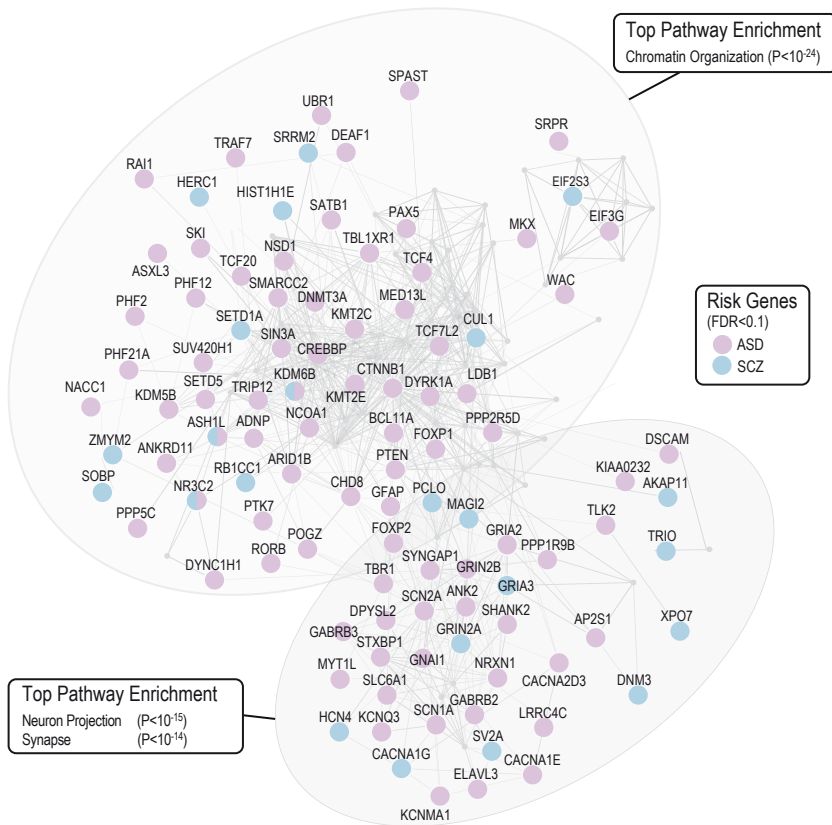 Top Pathway Enrichment
Chromatin Organization (P<10-24)
SPAST
UBR1
SRRM2
DEAF1
SRPR
TRAF7
RAI1
HERC1
HIST1H1E
EIF2S3
SATB1
PAX5
MKX
EIF3G
SKI
NSD1
TBL1XR1
ASXL3
TCF20
TCF4
WAC
PHF12
SMARCC2
DNMT3A
MED13L
PHF2
SETD1A
KMT2C
CUL1
Risk Genes
(FDR<0.1)
ASD
SCZ
SIN3A
TCF7L2
PHF21A
SUV420H1
CREBBP
CTNNB1
NACC1
KDM5B
SETD5
TRIP12
KDM6B
KMT2E
DYRK1A
LDB1
NCOA1
ASH1L
ADNP
BCL11A
FOXP1
PPP2R5D
ZMYM2
ANKRD11
RB1CC1
ARID1B
PTEN
DSCAM
SOBP
NR3C2
CHD8
GFAP
PCLO
MAGI2
KIAA0232
AKAP11
PPP5C
PTK7
POGZ
FOXP2
GRIA2
PPP1R9B
TLK2
TRIO
DYNC1H1
RORB
TBR1
SYNGAP1
GRIN2B
GRIA3
SCN2A
ANK2
SHANK2
DPYSL2
GRIN2A
AP2S1
XPO7
GABRB3
STXBP1
GNAI1
NRXN1
MYT1L
SLC6A1
CACNA2D3
DNM3
Top Pathway Enrichment
Neuron Projection (P<10-15)
Synapse (P<10-14)
HCN4
KCNQ3
SCN1A
GABRB2
LRRC4C
SV2A
CACNA1G
ELAVL3
CACNA1E
KCNMA1